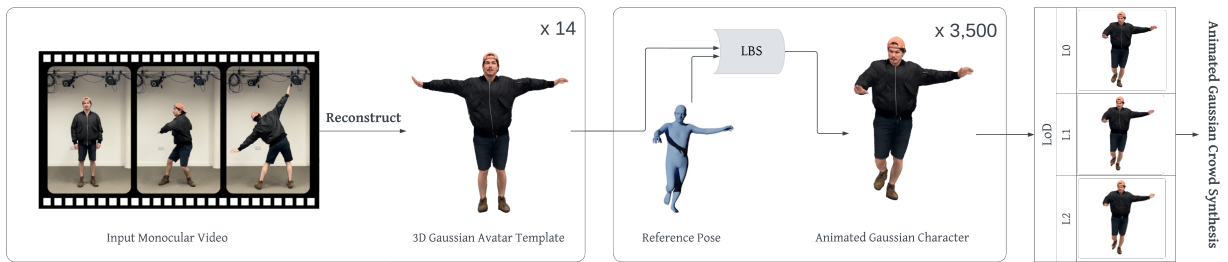 x 14
Reconstruct
Input Monocular Video
3D Gaussian Avatar Template
x 3,500
LBS
Reference Pose
Animated Gaussian Character
LoD
L0
L1
L2
Animated Gaussian Crowd Synthesis